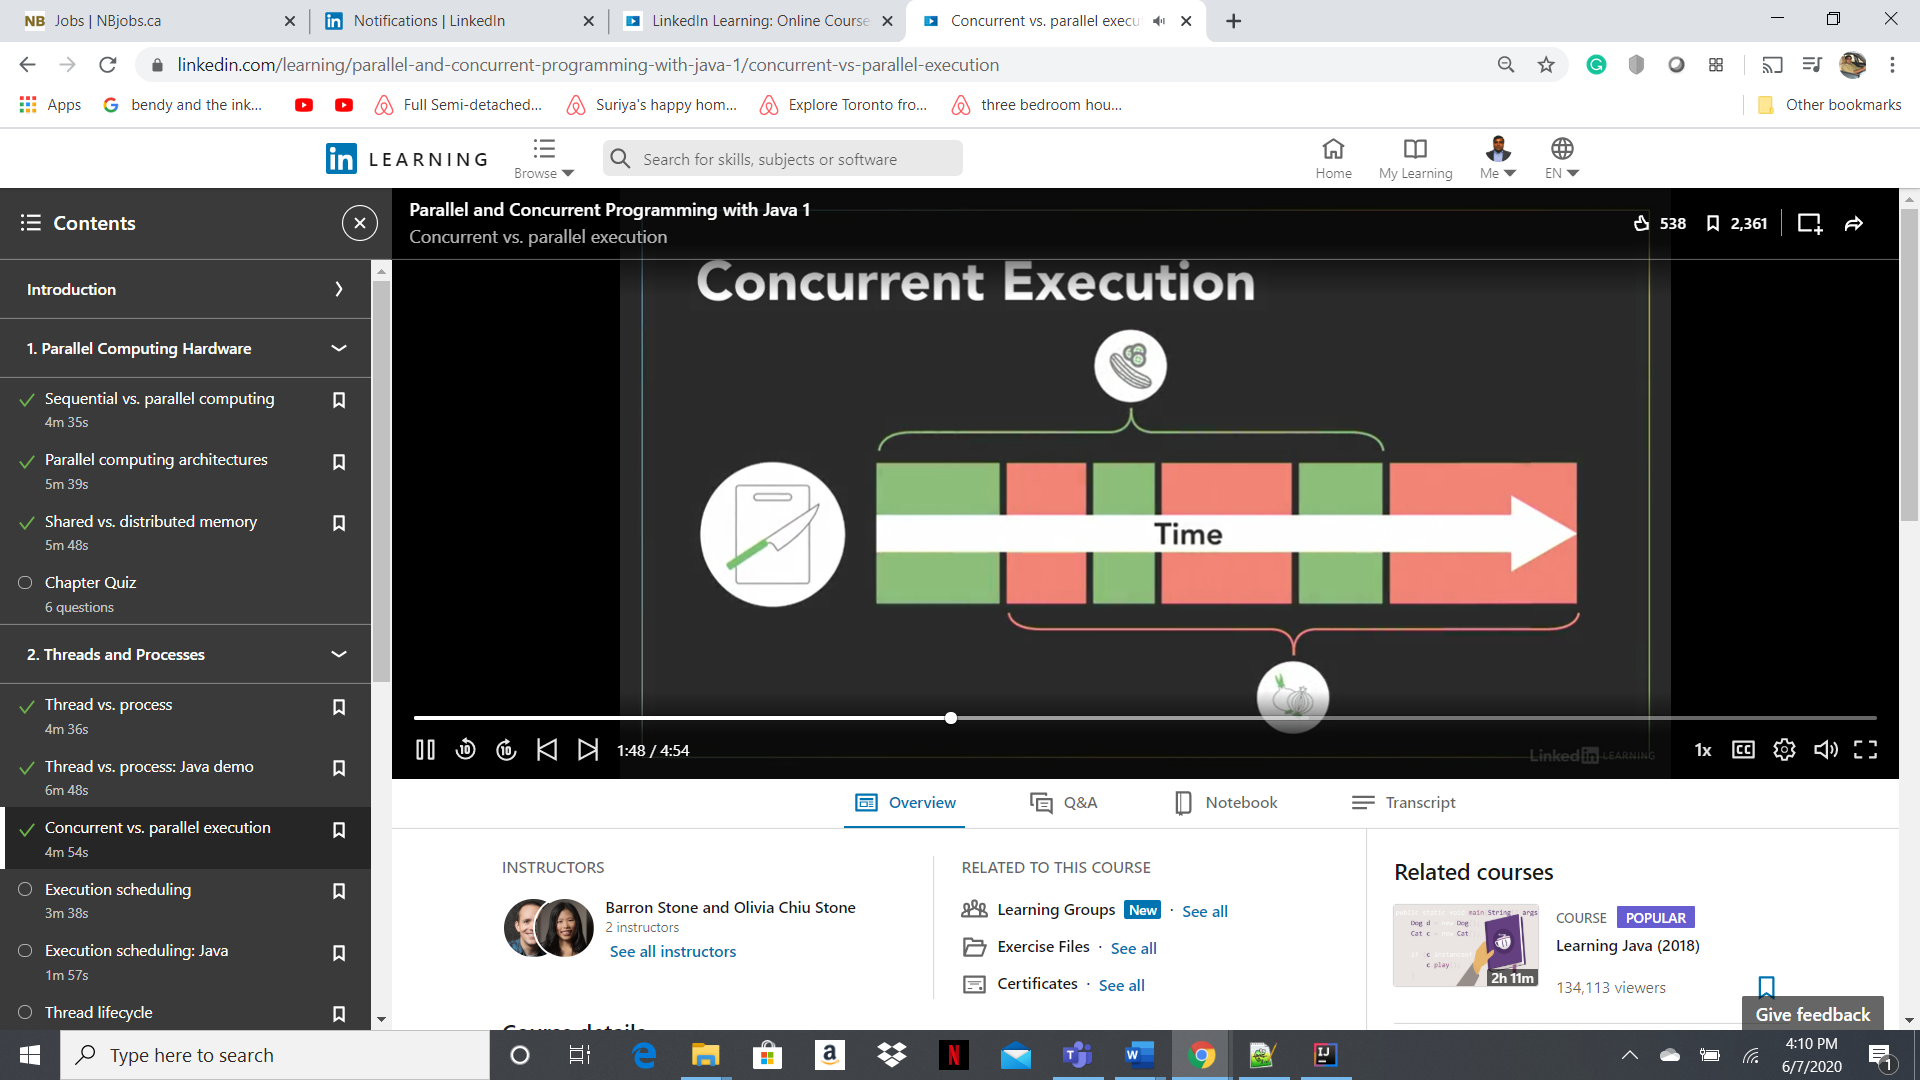 NB Jobs | NBjobs.ca
in Notifications | LinkedIn
LinkedIn Learning: Online Course
Concurrent vs. parallel execu
linkedin.com/learning/parallel-and-concurrent-programming-with-java-1/concurrent-vs-parallel-execution
Apps
bendy and the ink...
Full Semi-detached...
Suriya's happy hom...
Explore Toronto fro...
three bedroom hou...
Other bookmarks
in LEARNING
Browse
Search for skills, subjects or software
Home
My Learning
Me
EN
Contents
Introduction
1. Parallel Computing Hardware
Sequential vs. parallel computing
4m 35s
Parallel computing architectures
5m 39s
Shared vs. distributed memory
5m 48s
Chapter Quiz
6 questions
2. Threads and Processes
Thread vs. process
4m 36s
Thread vs. process: Java demo
6m 48s
Concurrent vs. parallel execution
4m 54s
Execution scheduling
3m 38s
Execution scheduling: Java
1m 57s
Thread lifecycle
Parallel and Concurrent Programming with Java 1
Concurrent vs. parallel execution
538
2,361
Concurrent Execution
Time
10
10
1:48 / 4:54
Linked in LEARNING
1x
CC
Overview
Q&A
Notebook
Transcript
INSTRUCTORS
Barron Stone and Olivia Chiu Stone
2 instructors
See all instructors
RELATED TO THIS COURSE
Learning Groups New · See all
Exercise Files · See all
Certificates · See all
Related courses
COURSE POPULAR
Learning Java (2018)
134,113 viewers
2h 11m
Give feedback
Type here to search
4:10 PM
6/7/2020
1